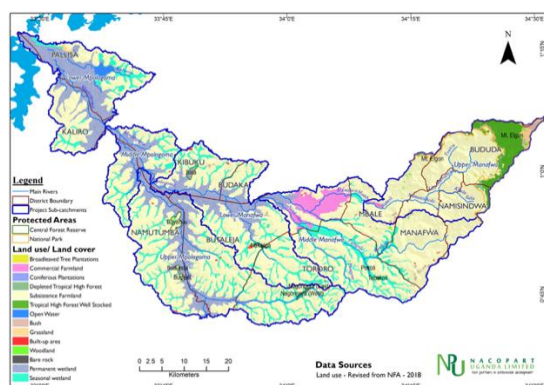 33°45'E
34°0'E
34°15'E
34°30'E
N
PALLISA
Lower Mpologoma
KALIRO
Middle Mpologoma
KIBUKU
BUDAKA
Lower Manafwa
NAMUTUMBA
BUTALEJA
Upper Mpologoma
Middle Manafwa
TORORO
MBALE
MANAFWA
NAMISINDWA
BUDUDA
Upper Manafwa
Mt. Elgon
Mt. Elgon
Legend
Main Rivers
District Boundary
Project Sub-catchments
Protected Areas
Central Forest Reserve
National Park
Land use/ Land cover
Broadleaved Tree Plantations
Commercial Farmland
Coniferous Plantations
Depleted Tropical High Forest
Subsistence Farmland
Tropical High Forest Well Stocked
Open Water
Bush
Grassland
Built-up area
Woodland
Bare rock
Permanent wetland
Seasonal wetland
0 2.5 5 10 15 20
Kilometers
Data Sources
Land use - Revised from NFA - 2018
NPU
NACOPART
UGANDA LIMITED